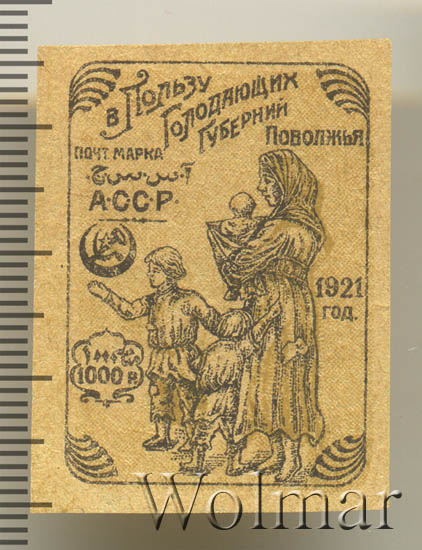 В Пользу
Голодающих
Губерний
Поволжья
ПОЧТ. МАРКА
А·С·С·Р·
1921
год.
1000 р
Wolmar